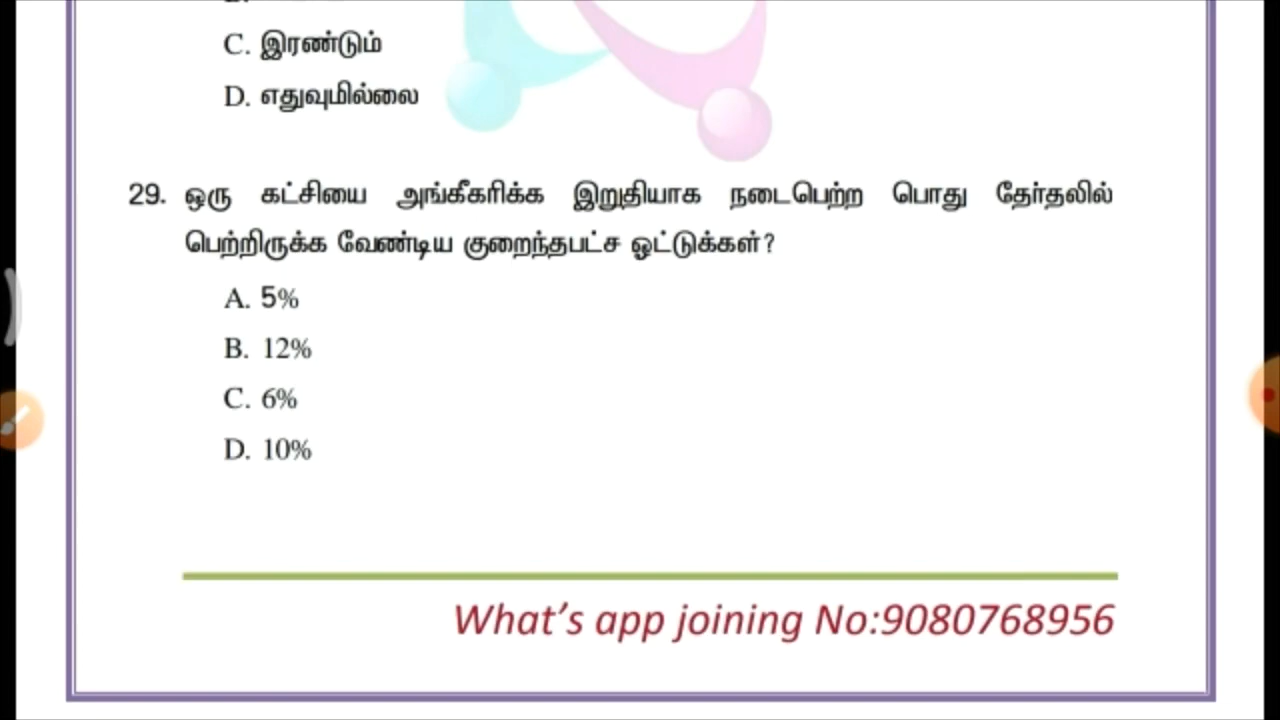 C. இரண்டும்
D. எதுவுமில்லை
29. ஒரு கட்சியை அங்கீகரிக்க இறுதியாக நடைபெற்ற பொது தேர்தலில்
பெற்றிருக்க வேண்டிய குறைந்தபட்ச ஓட்டுக்கள்?
A. 5%
B. 12%
C. 6%
D. 10%
What's app joining No:9080768956